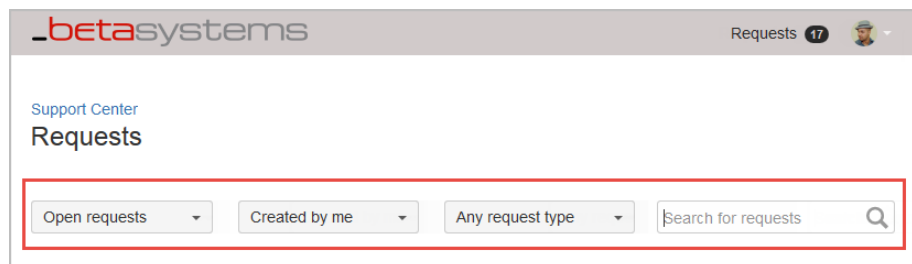 _betasystems
Requests 17
Support Center
Requests
Open requests
Created by me
Any request type
Search for requests